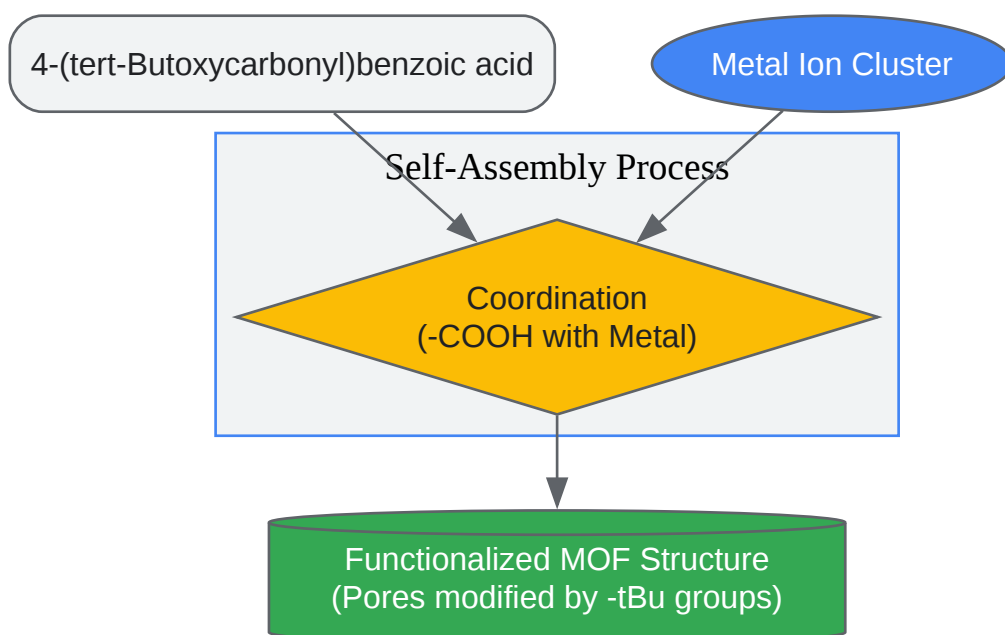 4-(tert-Butoxycarbonyl)benzoic acid
Metal Ion Cluster
Self-Assembly Process
Coordination
(-COOH with Metal)
Functionalized MOF Structure
(Pores modified by -tBu groups)